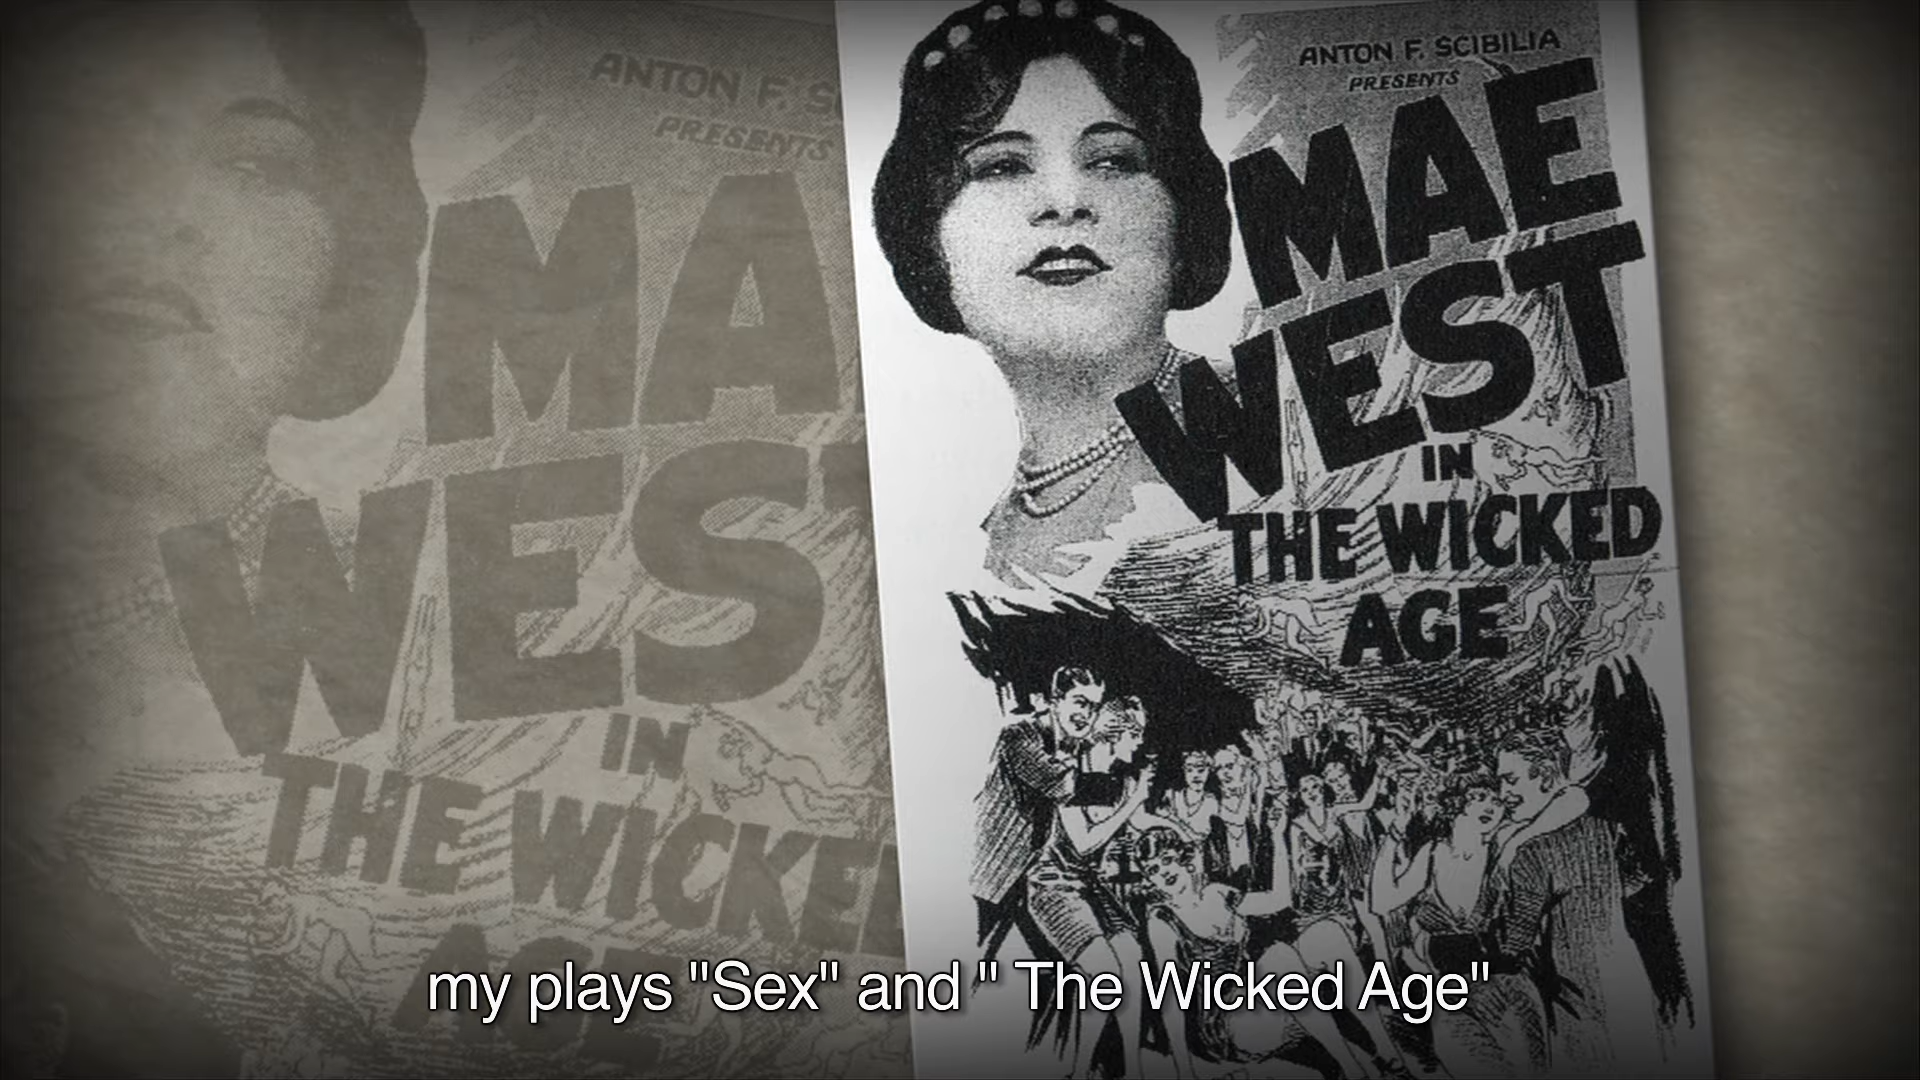 ANTON F. SCIBILIA
PRESENTS
MAE
WEST
IN
THE WICKED
AGE
ANTON F. S
PRESENTS
MA
WES
IN
THE WICKE
AGE
my plays "Sex" and " The Wicked Age"